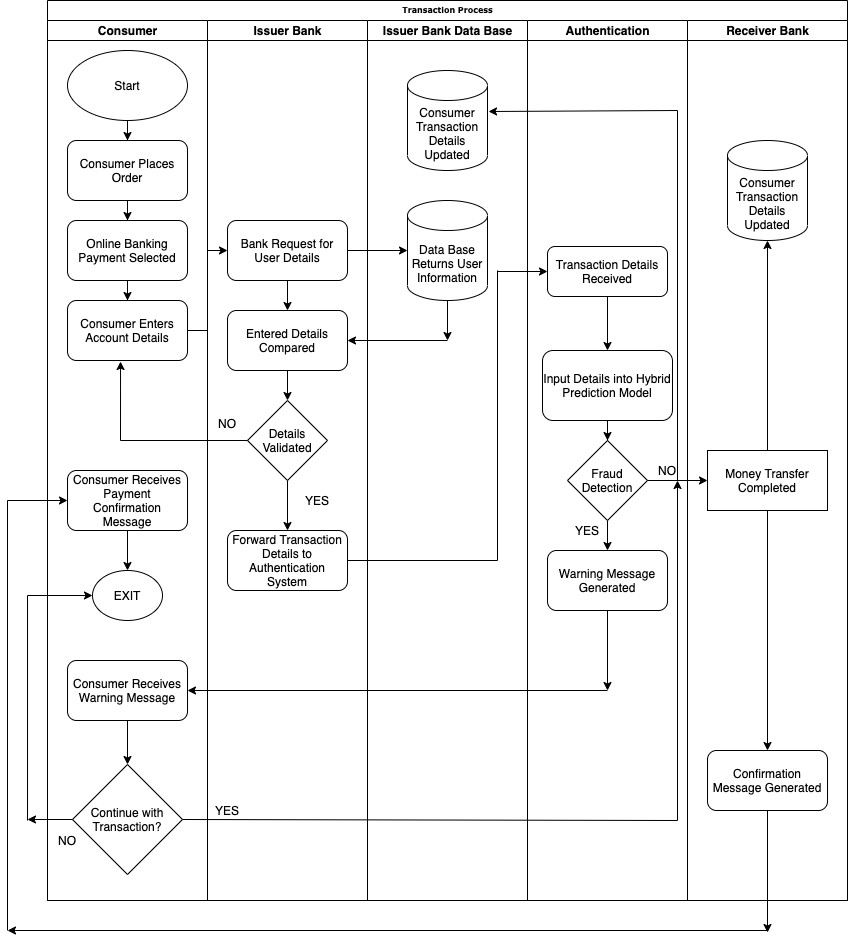 Transaction Process
Consumer
Issuer Bank
Issuer Bank Data Base
Authentication
Receiver Bank
Start
Consumer Places
Order
Online Banking
Payment Selected
Consumer Enters
Account Details
Consumer Receives
Payment
Confirmation
Message
EXIT
Consumer Receives
Warning Message
Continue with
Transaction?
NO
YES
Bank Request for
User Details
Entered Details
Compared
Details
Validated
NO
YES
Forward Transaction
Details to
Authentication
System
Consumer
Transaction
Details
Updated
Data Base
Returns User
Information
Transaction Details
Received
Input Details into Hybrid
Prediction Model
Fraud
Detection
NO
YES
Warning Message
Generated
Consumer
Transaction
Details
Updated
Money Transfer
Completed
Confirmation
Message Generated